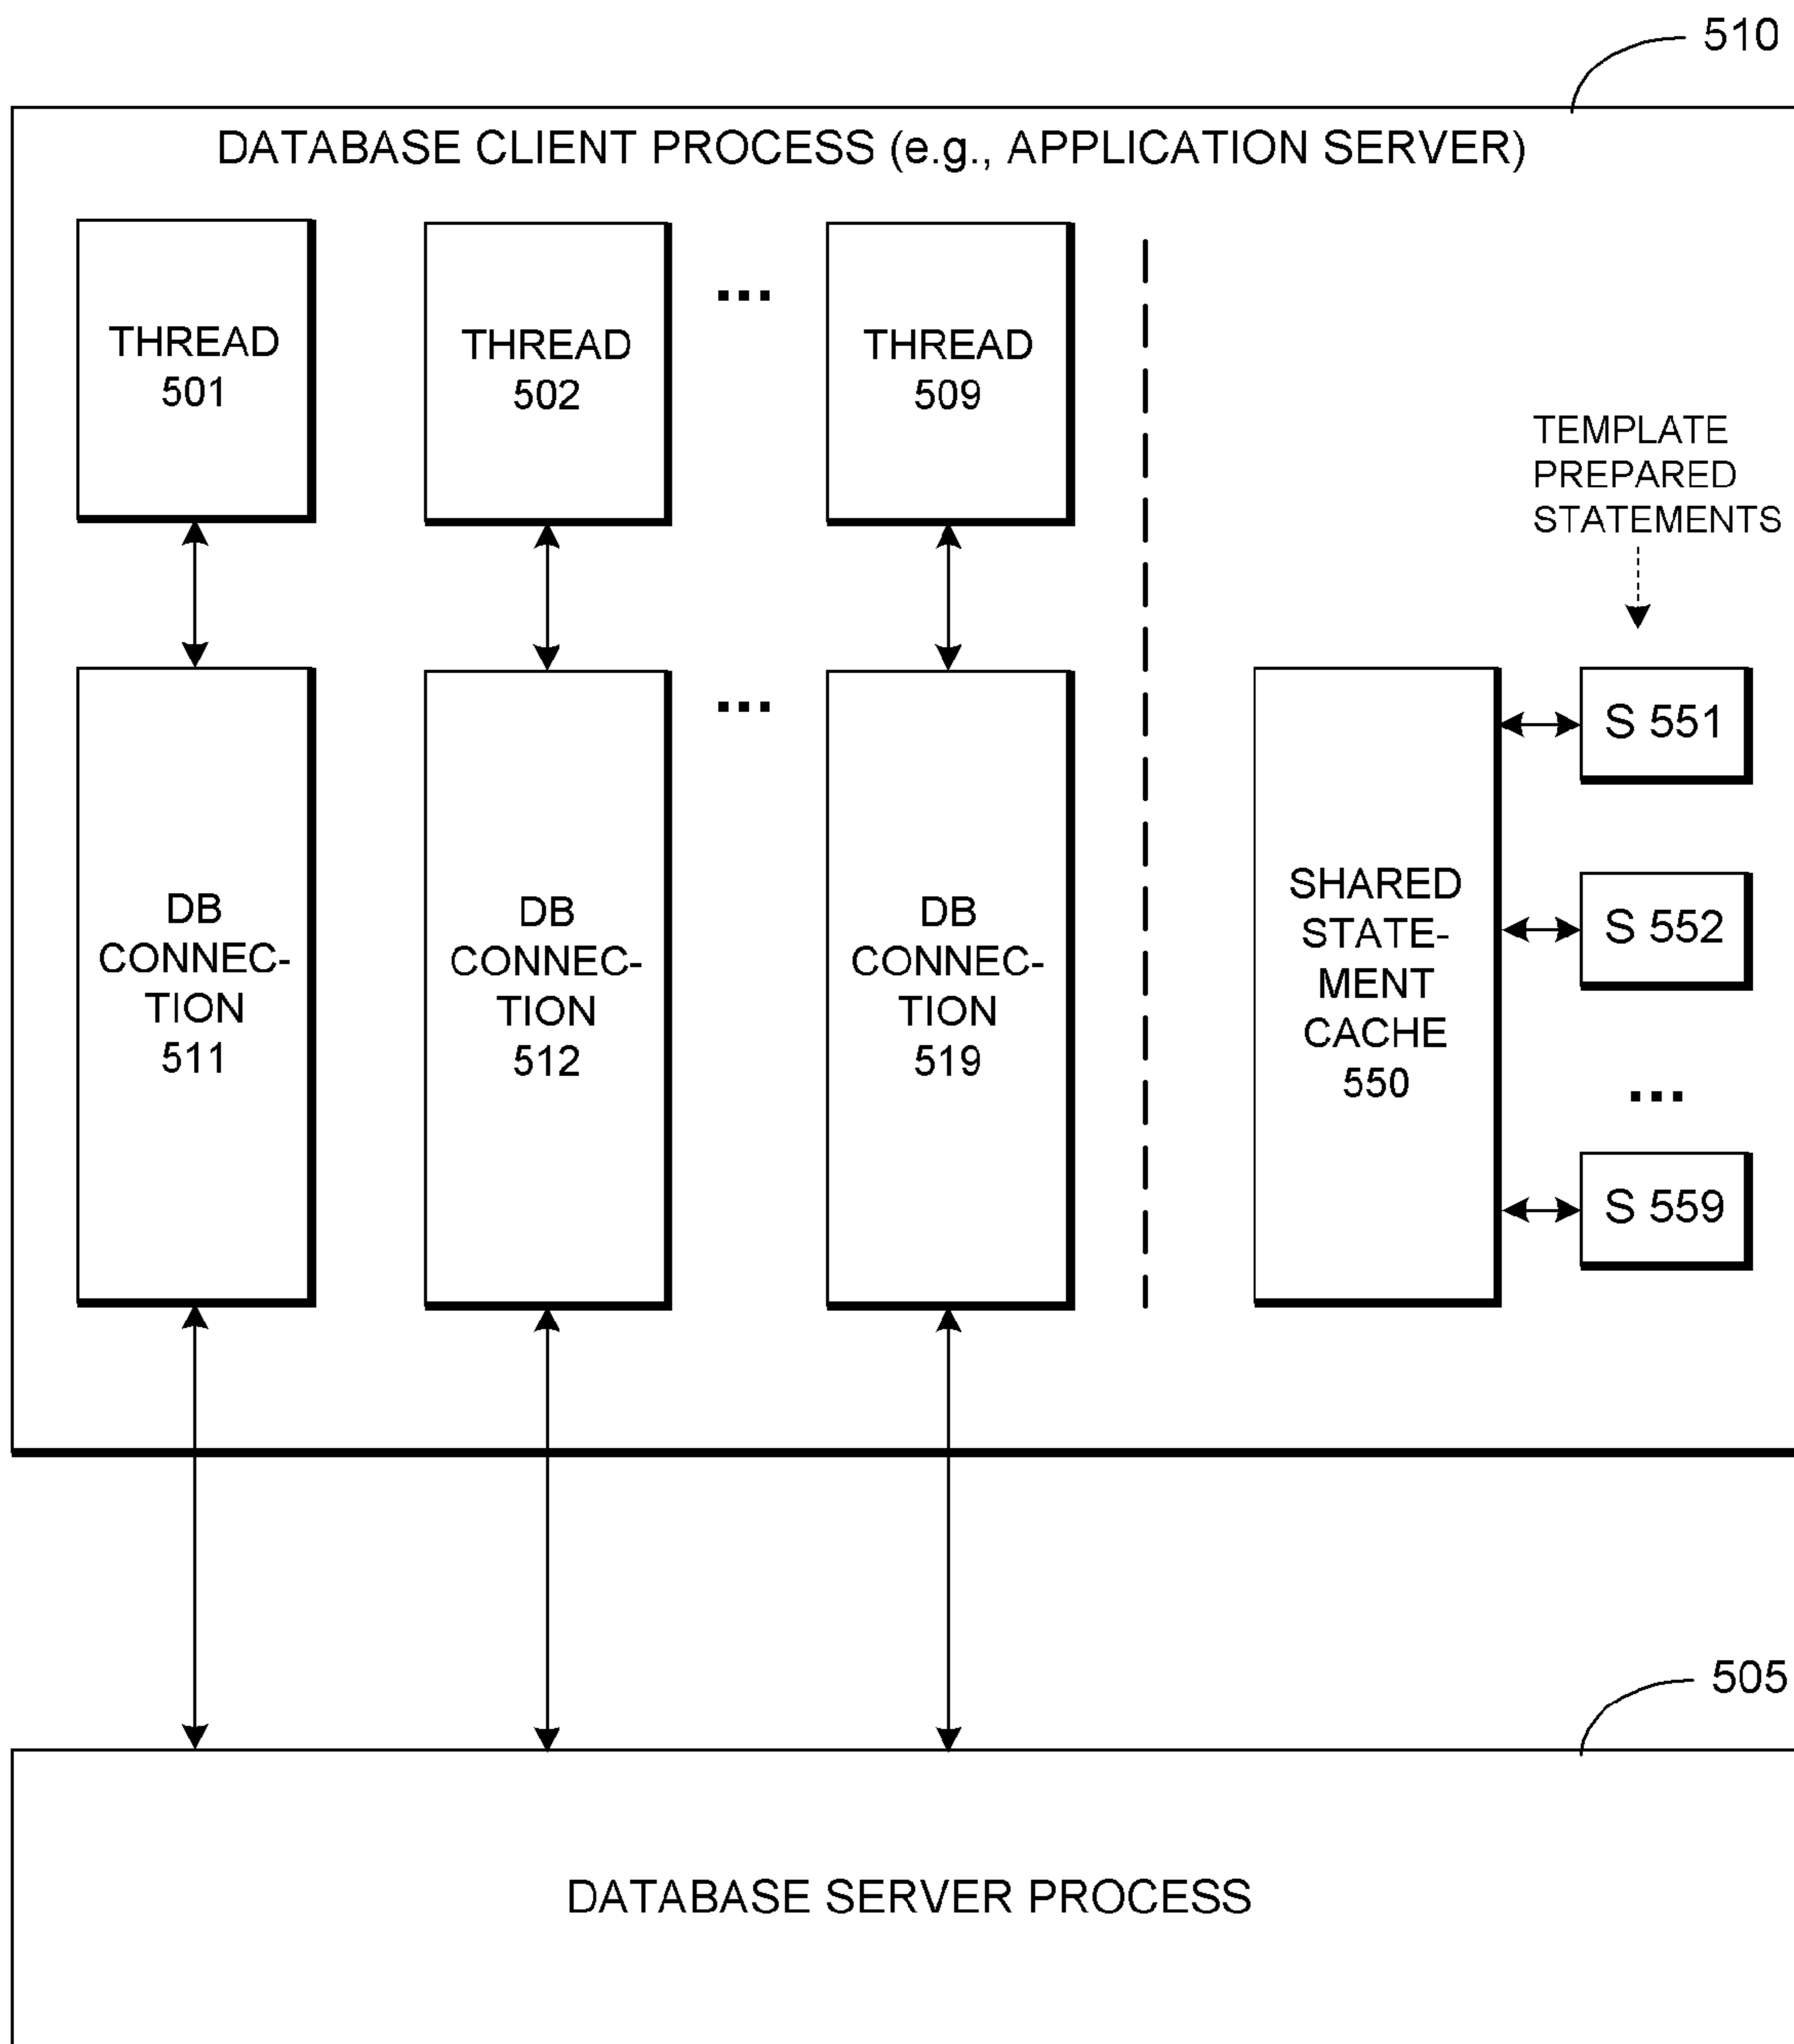 510
DATABASE CLIENT PROCESS (e.g., APPLICATION SERVER)
THREAD
501
THREAD
502
...
THREAD
509
TEMPLATE
PREPARED
STATEMENTS
DB
CONNEC-
TION
511
DB
CONNEC-
TION
512
...
DB
CONNEC-
TION
519
SHARED
STATE-
MENT
CACHE
550
S 551
S 552
...
S 559
505
DATABASE SERVER PROCESS